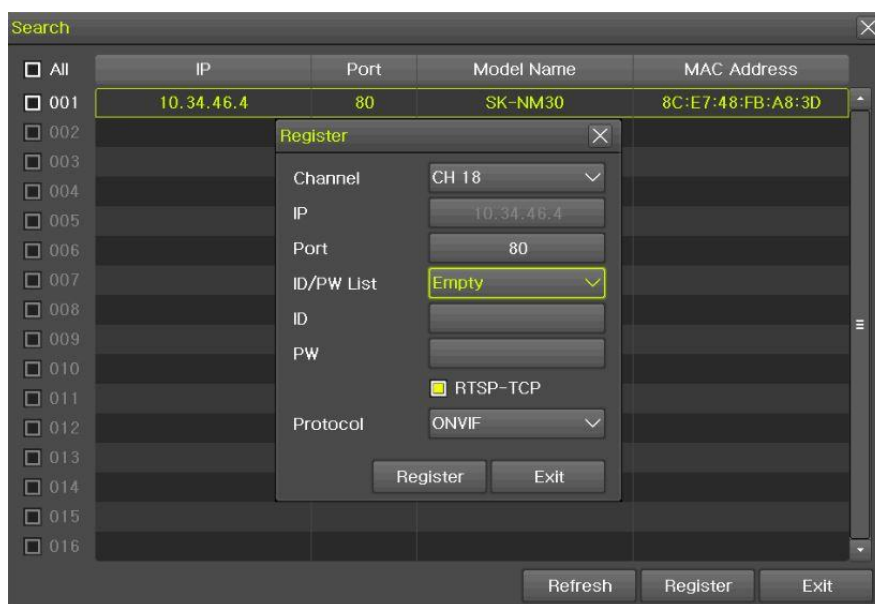 Search
All IP Port Model Name MAC Address
001 10.34.46.4 80 SK-NM30 8C:E7:48:FB:A8:3D
002
Register
003
Channel CH 18
004
IP 10.34.46.4
005
Port 80
006
007
ID/PW List Empty
008
ID
009
PW
010
RTSP-TCP
011
012
Protocol ONVIF
013
014
Register Exit
015
016
Refresh Register Exit